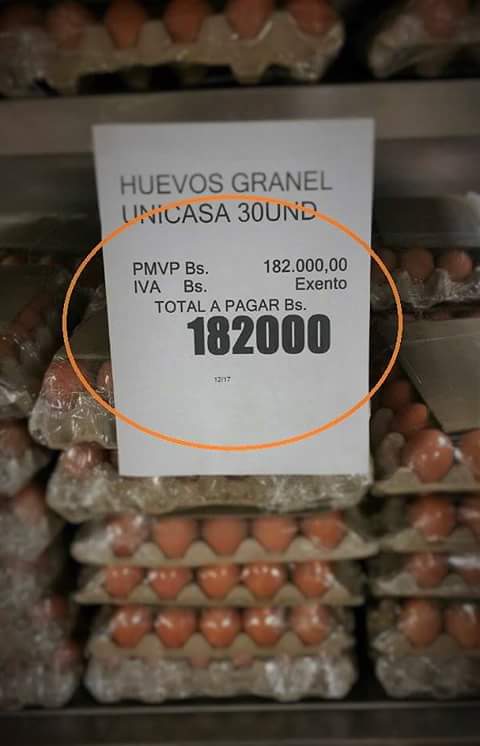 HUEVOS GRANEL
UNICASA 30UND
PMVP Bs. 182.000,00
IVA Bs. Exento
TOTAL A PAGAR Bs.
182000
12/17